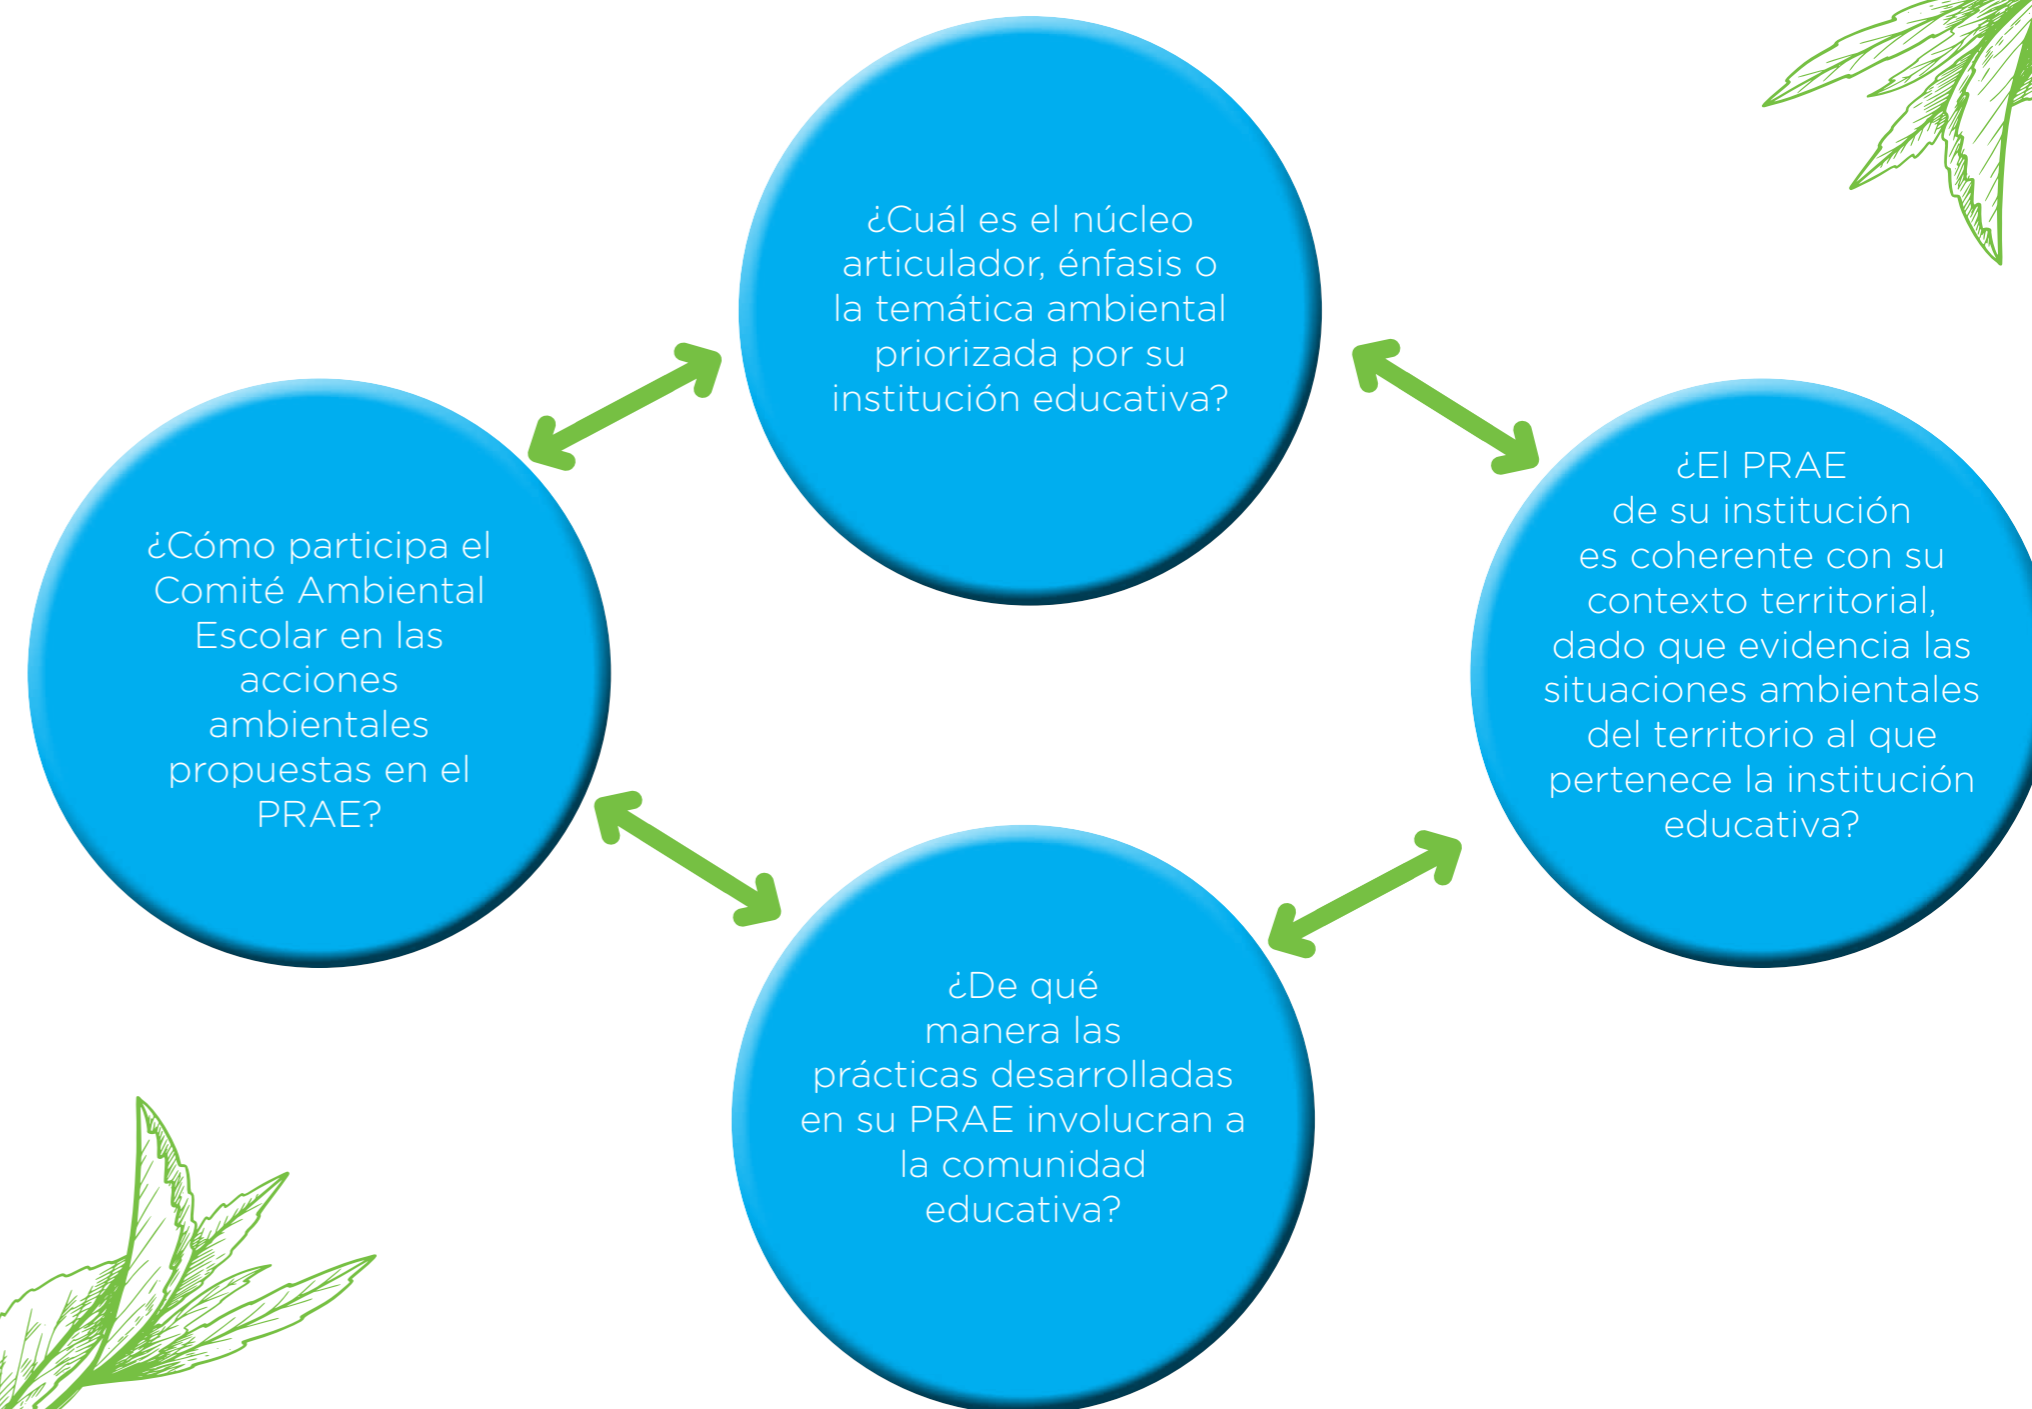 ¿Cuál es el núcleo
articulador, énfasis o
la temática ambiental
priorizada por su
institución educativa?
¿Cómo participa el
Comité Ambiental
Escolar en las
acciones
ambientales
propuestas en el
PRAE?
¿El PRAE
de su institución
es coherente con su
contexto territorial,
dado que evidencia las
situaciones ambientales
del territorio al que
pertenece la institución
educativa?
¿De qué
manera las
prácticas desarrolladas
en su PRAE involucran a
la comunidad
educativa?